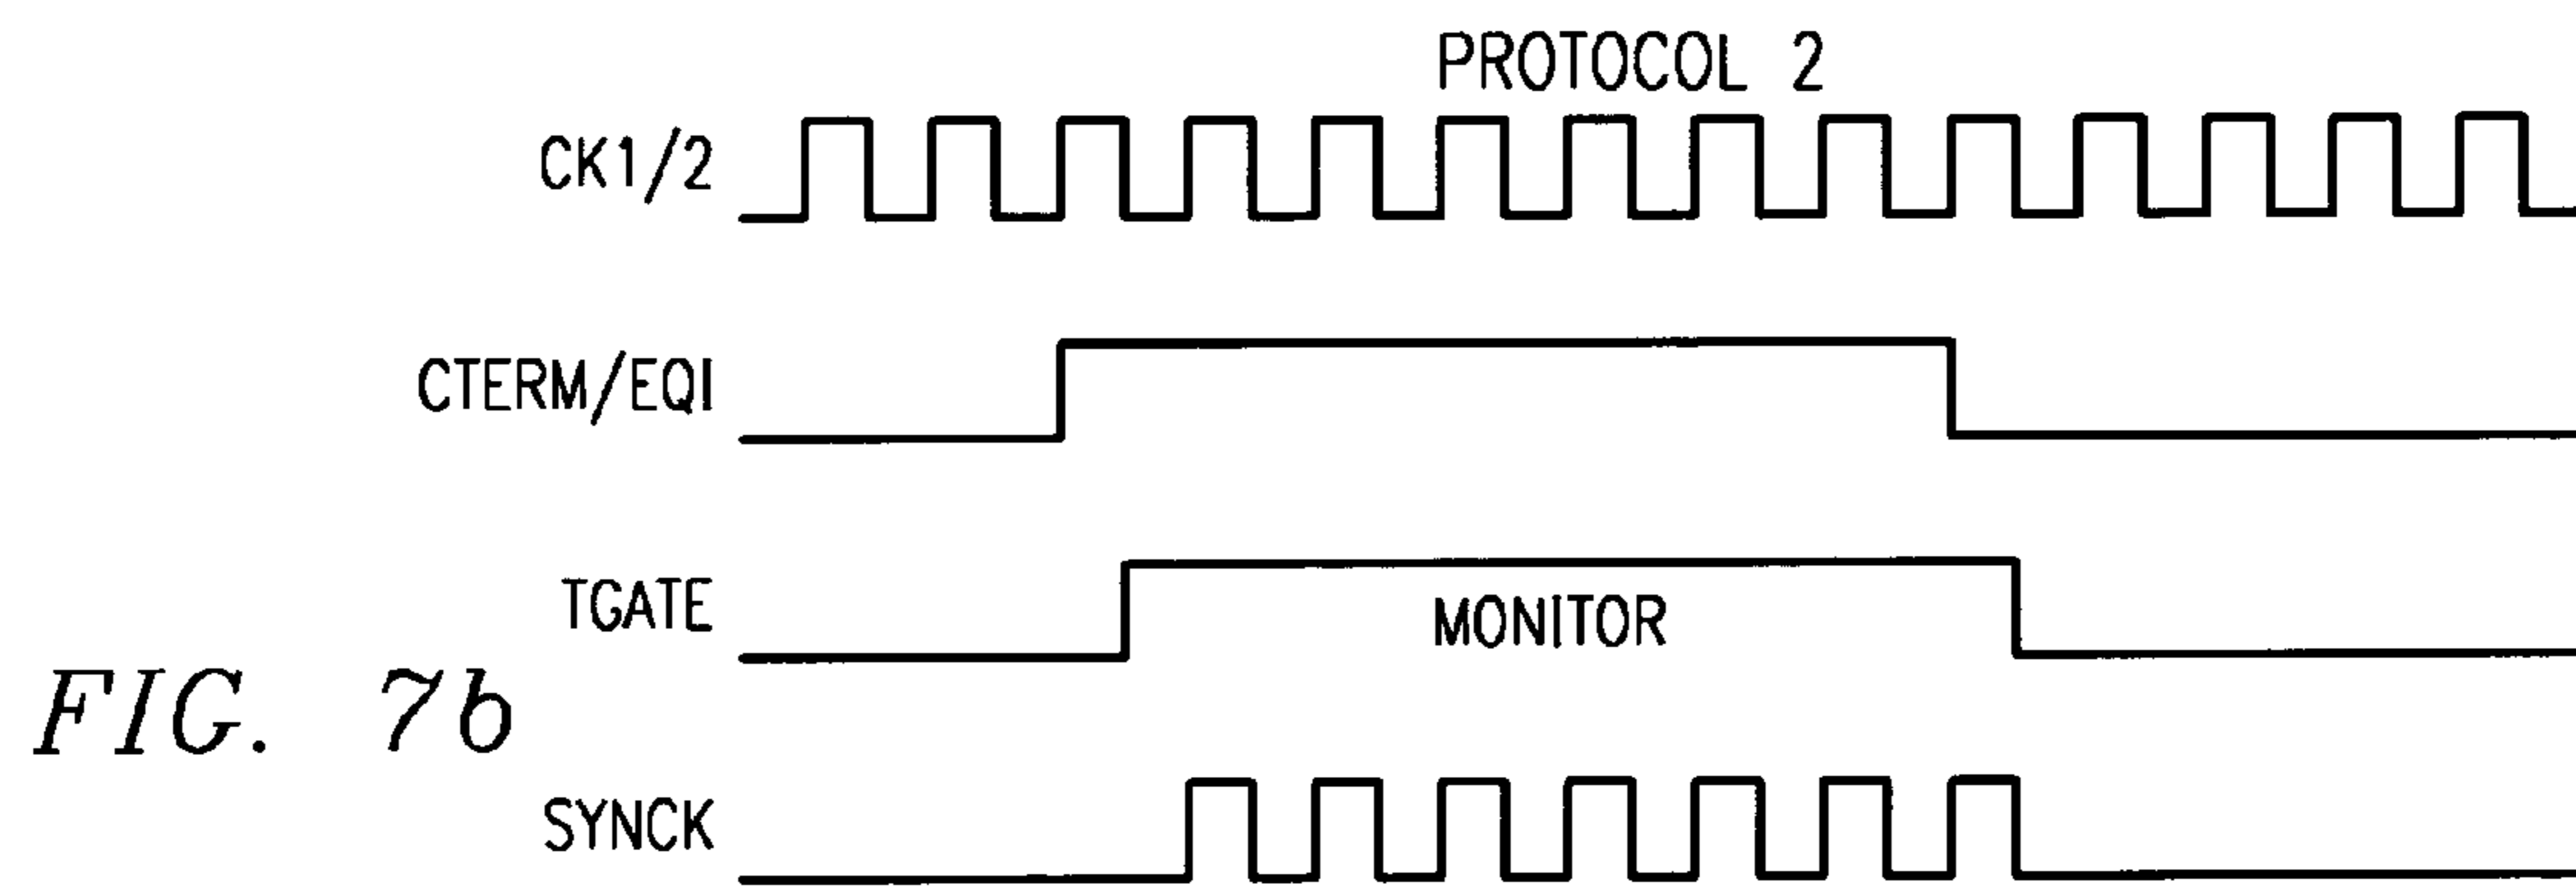 PROTOCOL 2
CK1/2
CTERM/EQI
TGATE
MONITOR
FIG. 7b
SYNCK